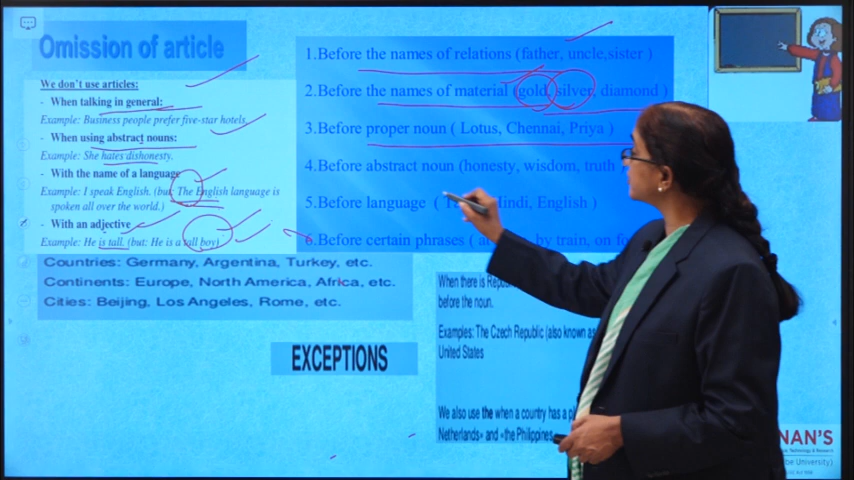 Omission of article
We don't use articles:
- When talking in general:
Example: Business people prefer five-star hotels.
- When using abstract nouns:
Example: She hates dishonesty.
- With the name of a language
Example: I speak English. (but: The English language is
spoken all over the world.)
- With an adjective
Example: He is tall. (but: He is a tall boy)
Countries: Germany, Argentina, Turkey, etc.
Continents: Europe, North America, Africa, etc.
Cities: Beijing, Los Angeles, Rome, etc.
1.Before the names of relations (father, uncle,sister )
2.Before the names of material (gold, silver, diamond )
3.Before proper noun ( Lotus, Chennai, Priya )
4.Before abstract noun (honesty, wisdom, truth
5.Before language ( Hindi, English )
6.Before certain phrases ( by train, on
EXCEPTIONS
When there is
before the noun.
Examples: The Czech Republic (also known as
United States
We also use the when a country has a
Netherlands» and «the Philippines
NAN'S
Technology & Research
be University)